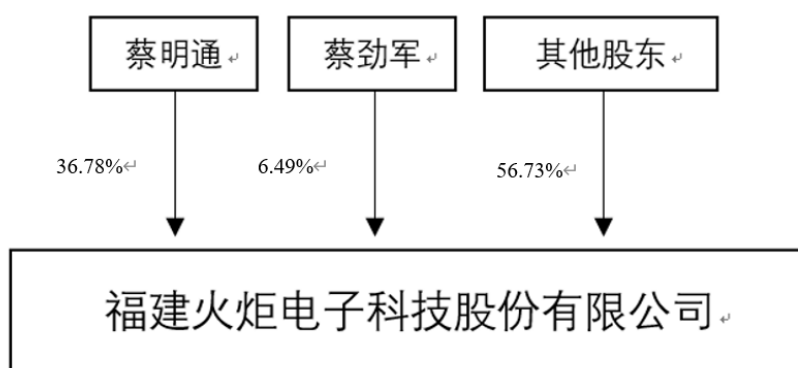 蔡明通
蔡劲军
其他股东
36.78%
6.49%
56.73%
福建火炬电子科技股份有限公司